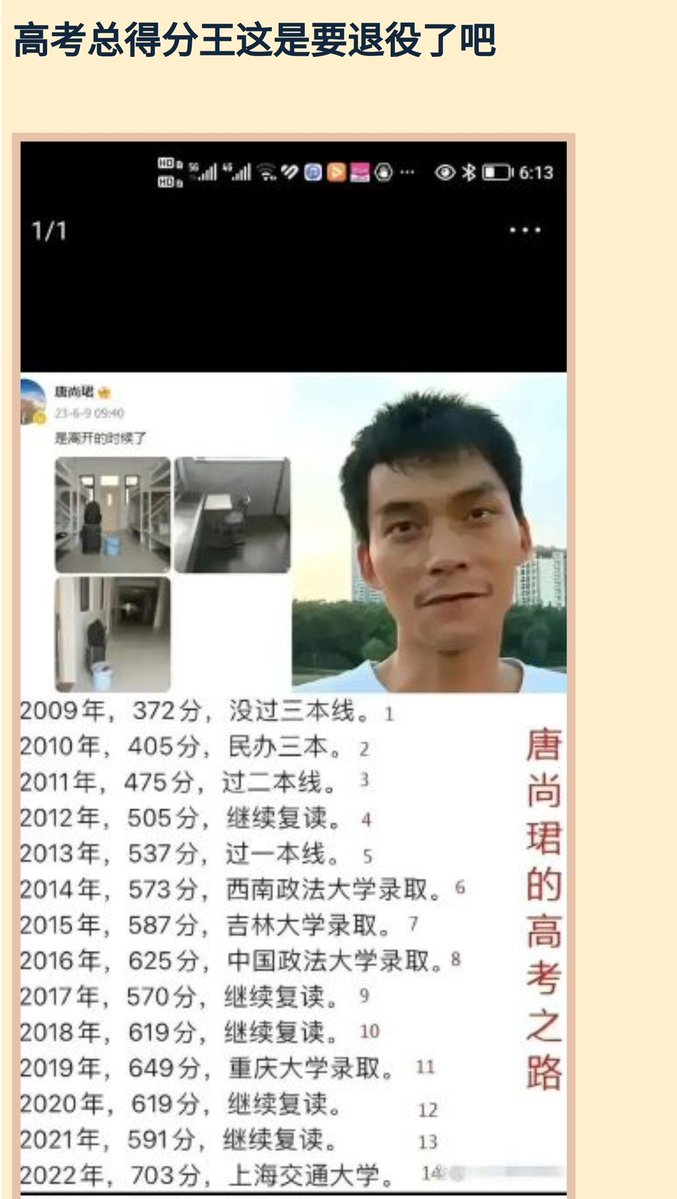 高考总得分王这是要退役了吧
HD
5G
4G
HD
6:13
1/1
唐尚珺
23-6-9 09:40
是离开的时候了
2009年，372分，没过三本线。1
2010年，405分，民办三本。2
2011年，475分，过二本线。3
2012年，505分，继续复读。4
2013年，537分，过一本线。5
2014年，573分，西南政法大学录取。6
2015年，587分，吉林大学录取。7
2016年，625分，中国政法大学录取。8
2017年，570分，继续复读。9
2018年，619分，继续复读。10
2019年，649分，重庆大学录取。11
2020年，619分，继续复读。12
2021年，591分，继续复读。13
2022年，703分，上海交通大学。14
唐尚珺的高考之路